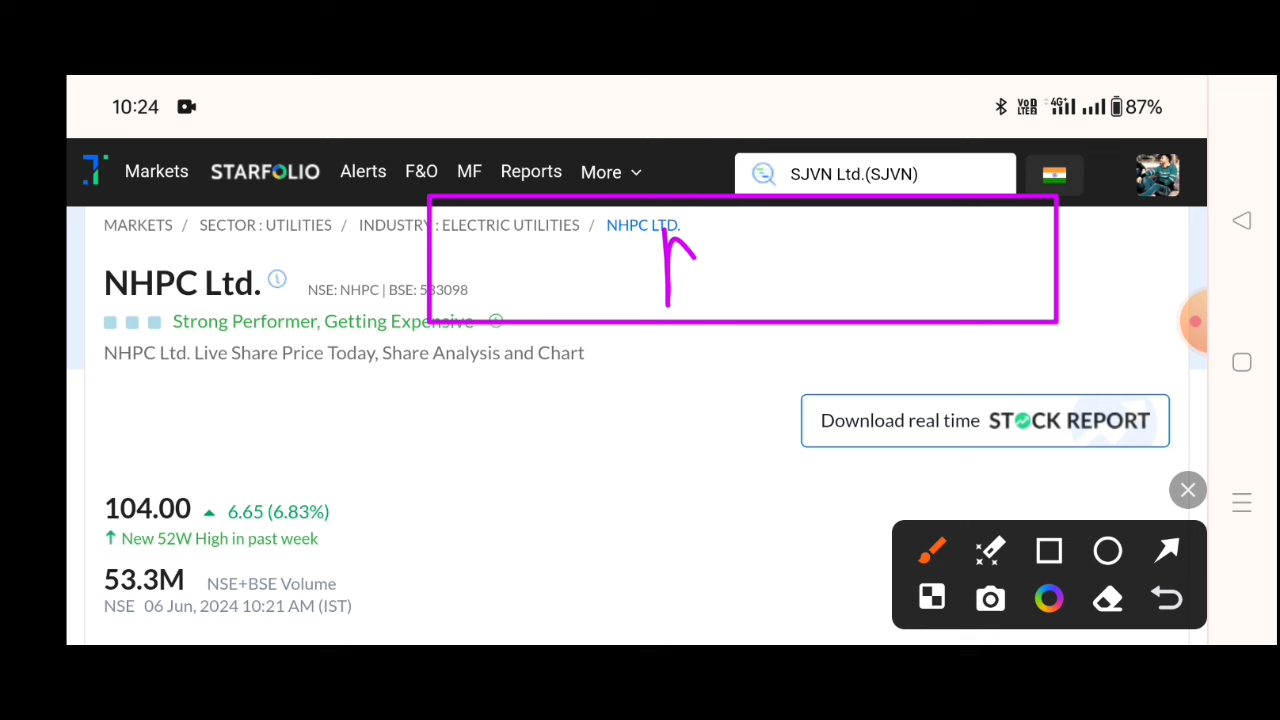 10:24 VoD LTE2 4G+ 87%
Markets STARFOLIO Alerts F&O MF Reports More SJVN Ltd.(SJVN)
MARKETS / SECTOR : UTILITIES / INDUSTRY : ELECTRIC UTILITIES / NHPC LTD.
r
NHPC Ltd. NSE: NHPC | BSE: 533098
Strong Performer, Getting Expensive
NHPC Ltd. Live Share Price Today, Share Analysis and Chart
Download real time STOCK REPORT
104.00 6.65 (6.83%)
New 52W High in past week
53.3M NSE+BSE Volume
NSE 06 Jun, 2024 10:21 AM (IST)